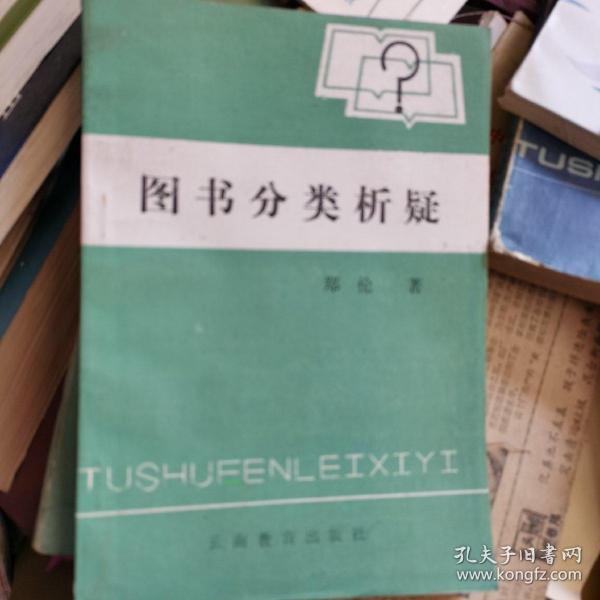 ?
图书分类析疑
郑伦 著
TUSHUFENLEIXIYI
云南教育出版社
TUSH
孔夫子旧书网
www.kongfz.com